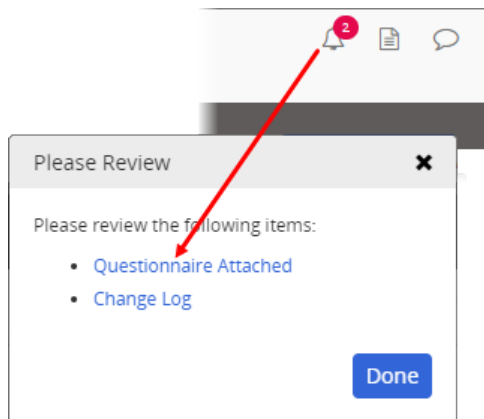 2
Please Review
Please review the following items:
Questionnaire Attached
Change Log
Done